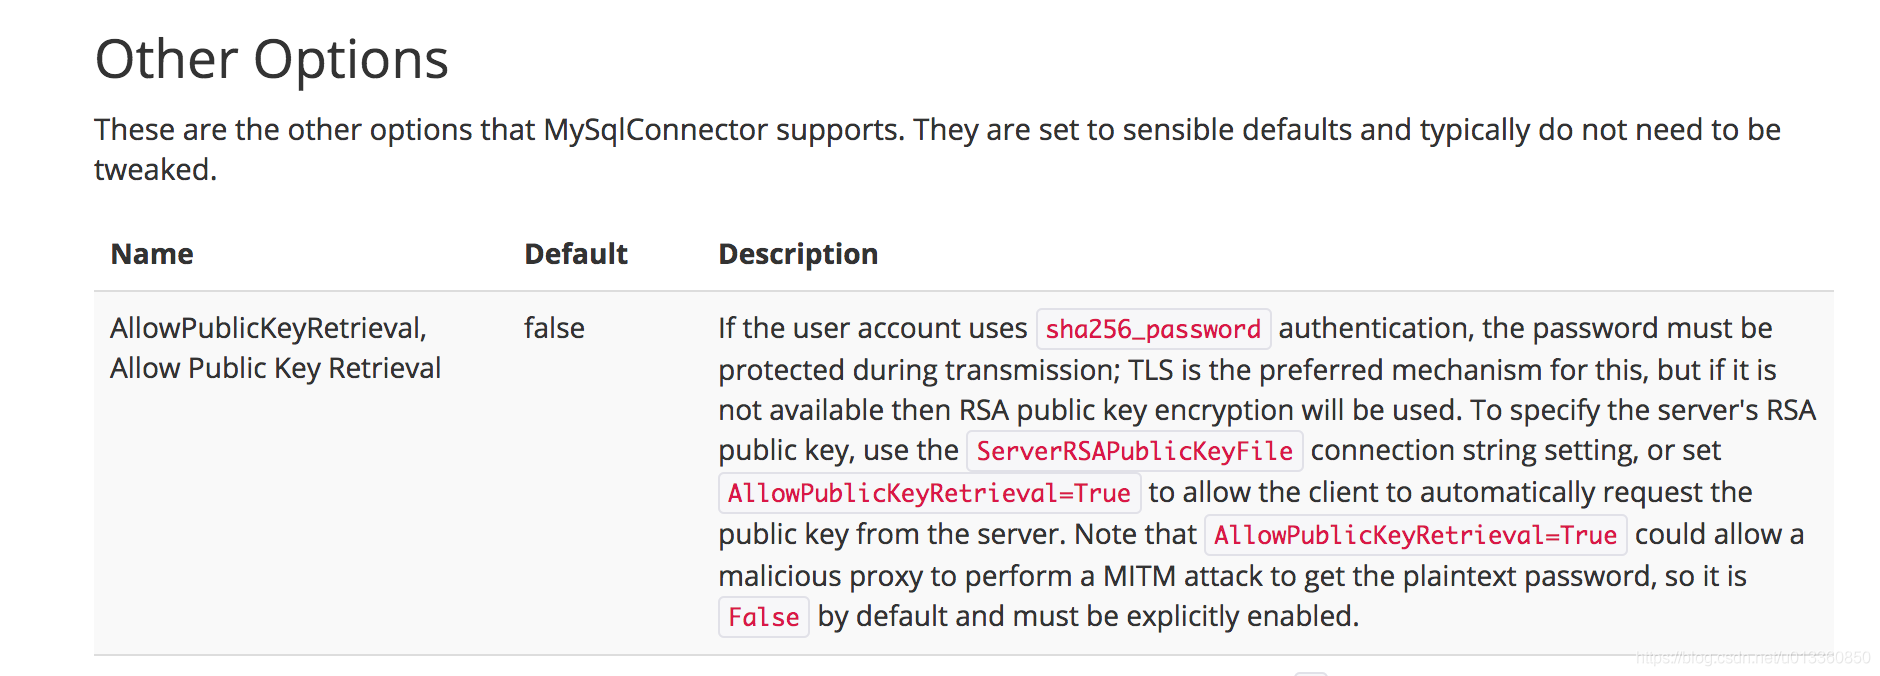 Other Options
These are the other options that MySqlConnector supports. They are set to sensible defaults and typically do not need to be
tweaked.
Name Default Description
AllowPublicKeyRetrieval, false If the user account uses sha256_password authentication, the password must be
Allow Public Key Retrieval protected during transmission; TLS is the preferred mechanism for this, but if it is
not available then RSA public key encryption will be used. To specify the server's RSA
public key, use the ServerRSAPublicKeyFile connection string setting, or set
AllowPublicKeyRetrieval=True to allow the client to automatically request the
public key from the server. Note that AllowPublicKeyRetrieval=True could allow a
malicious proxy to perform a MITM attack to get the plaintext password, so it is
False by default and must be explicitly enabled.